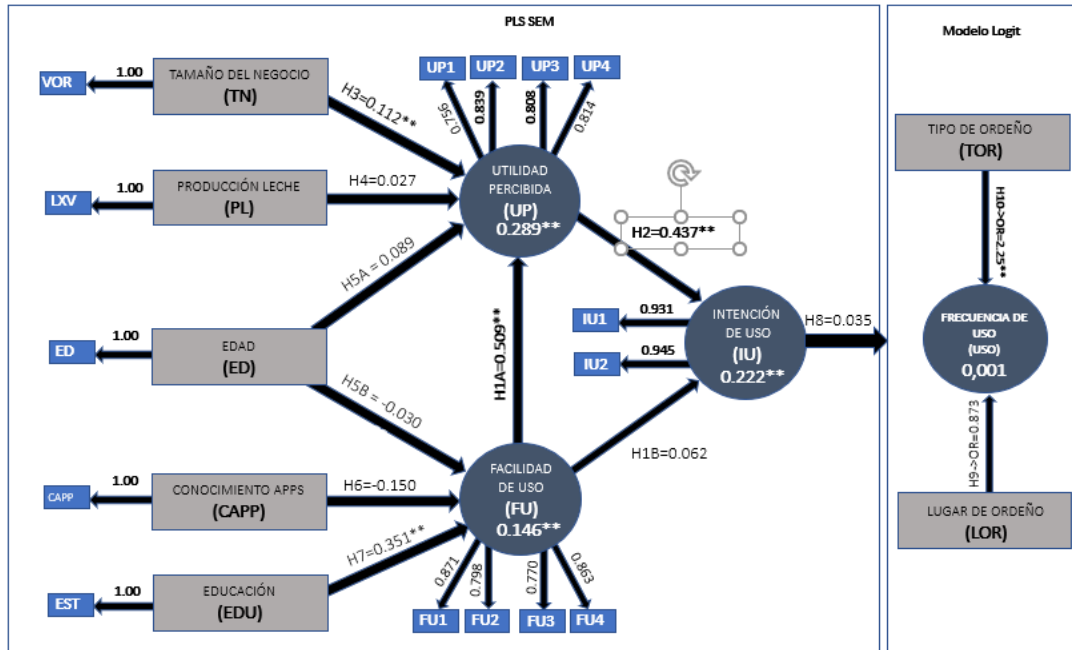 PLS SEM
VOR
1.00
TAMAÑO DEL NEGOCIO
(TN)
H3=0.112**
LXV
1.00
PRODUCCIÓN LECHE
(PL)
H4=0.027
ED
1.00
EDAD
(ED)
H5A = 0.089
H5B = -0.030
CAPP
1.00
CONOCIMIENTO APPS
(CAPP)
H6=-0.150
EST
1.00
EDUCACIÓN
(EDU)
H7=0.351**
UP1
UP2
UP3
UP4
0.756
0.839
0.808
0.814
UTILIDAD
PERCIBIDA
(UP)
0.289**
H1A=0.509**
FACILIDAD
DE USO
(FU)
0.146**
0.871
0.798
0.770
0.863
FU1
FU2
FU3
FU4
H2=0.437**
H1B=0.062
IU1
0.931
IU2
0.945
INTENCIÓN
DE USO
(IU)
0.222**
H8=0.035
Modelo Logit
TIPO DE ORDEÑO
(TOR)
H10->OR=2.25**
FRECUENCIA DE
USO
(USO)
0,001
H9->OR=0.873
LUGAR DE ORDEÑO
(LOR)